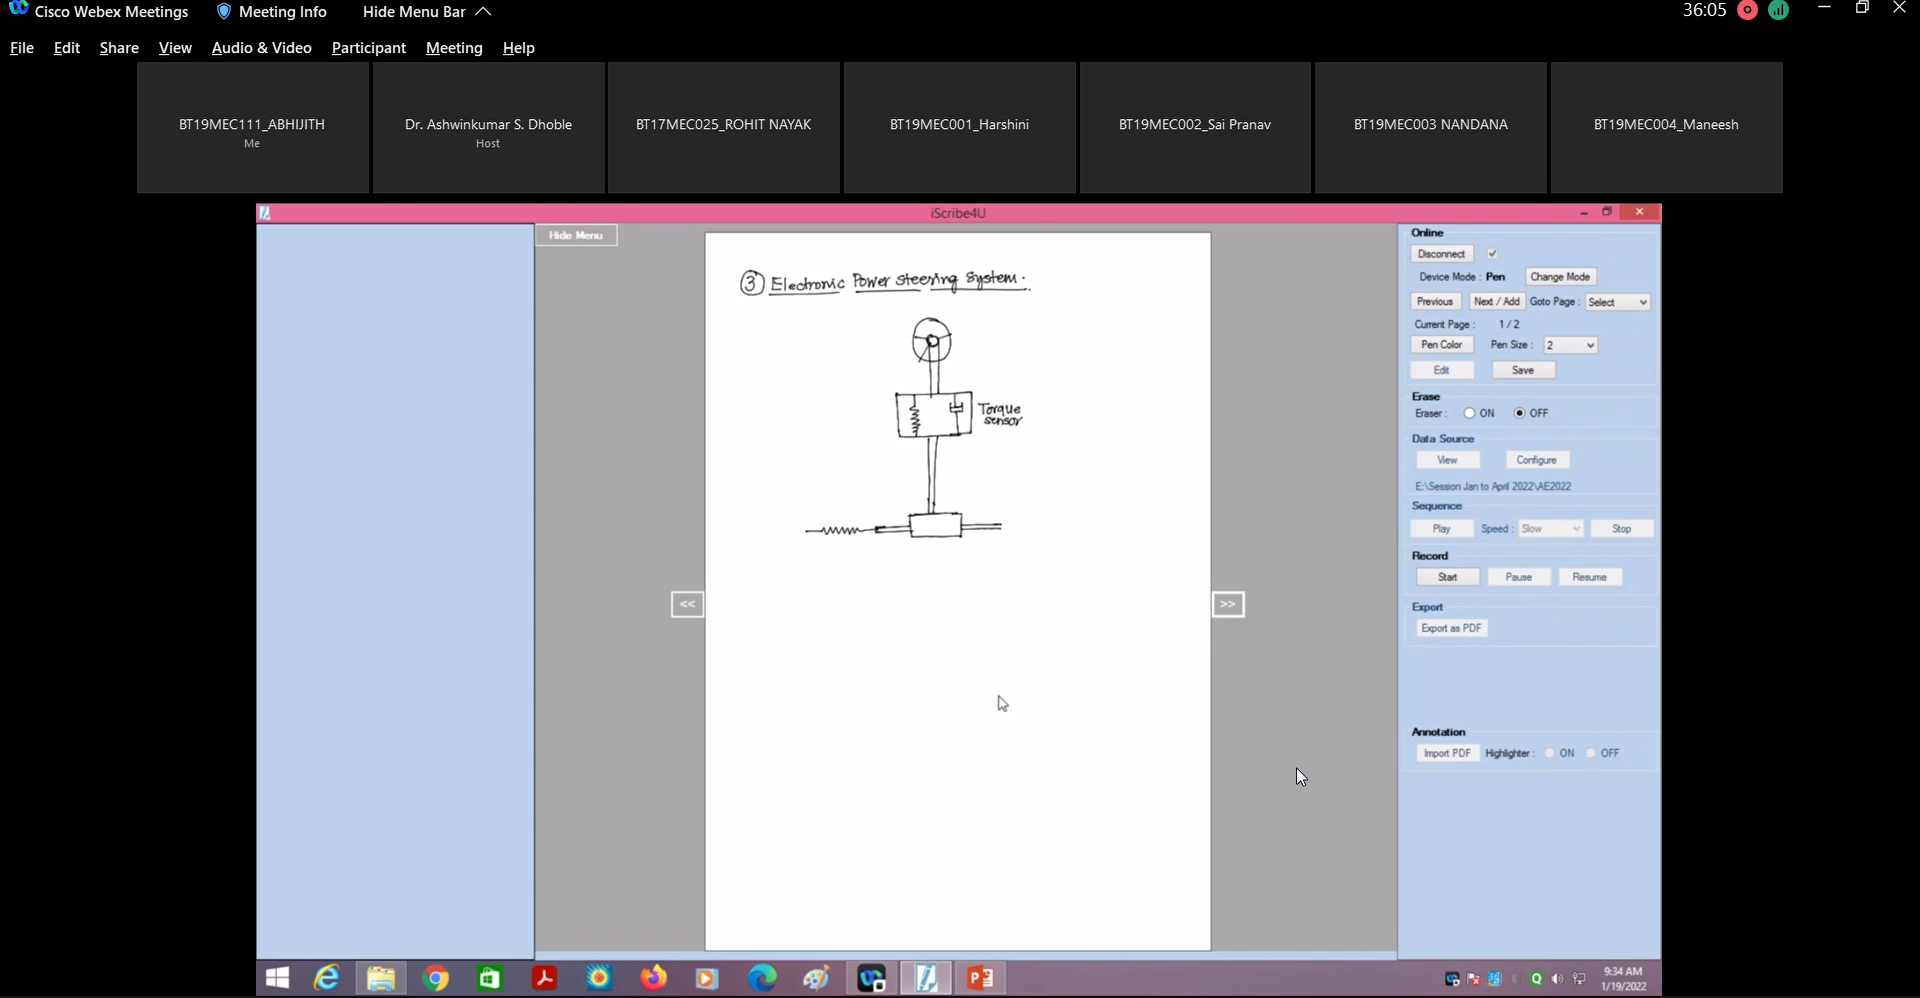 Cisco Webex Meetings Meeting Info Hide Menu Bar 36:05
File Edit Share View Audio & Video Participant Meeting Help
BT19MEC111_ABHIJITH
Me
Dr. Ashwinkumar S. Dhoble
Host
BT17MEC025_ROHIT NAYAK
BT19MEC001_Harshini
BT19MEC002_Sai Pranav
BT19MEC003 NANDANA
BT19MEC004_Maneesh
iScribe4U
Hide Menu
3 Electronic Power Steering System.
Torque
sensor
<<
>>
Online
Disconnect
Device Mode : Pen Change Mode
Previous Next / Add Goto Page : Select
Current Page : 1 / 2
Pen Color Pen Size : 2
Edit Save
Erase
Eraser : ON OFF
Data Source
View Configure
E:\Session Jan to April 2022\AE2022
Sequence
Play Speed : Slow Stop
Record
Start Pause Resume
Export
Export as PDF
Annotation
Import PDF Highlighter : ON OFF
9:34 AM
1/19/2022